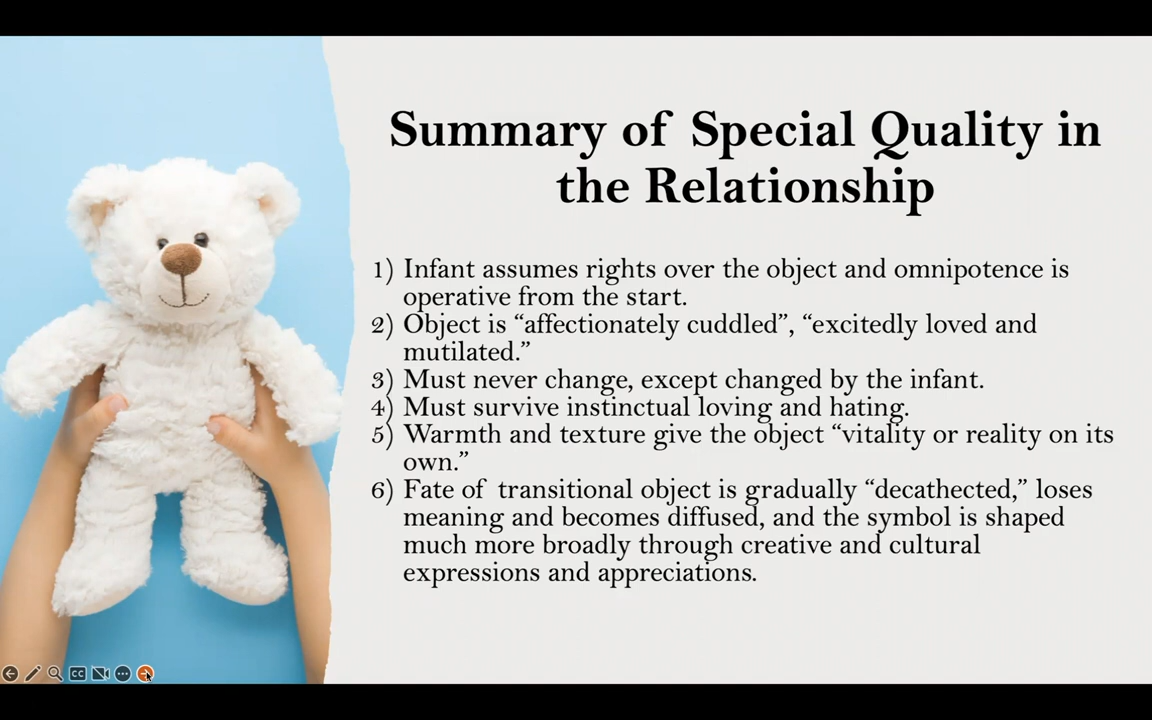 Summary of Special Quality in
the Relationship
1) Infant assumes rights over the object and omnipotence is
operative from the start.
2) Object is “affectionately cuddled”, “excitedly loved and
mutilated.”
3) Must never change, except changed by the infant.
4) Must survive instinctual loving and hating.
5) Warmth and texture give the object “vitality or reality on its
own.”
6) Fate of transitional object is gradually “decathected,” loses
meaning and becomes diffused, and the symbol is shaped
much more broadly through creative and cultural
expressions and appreciations.
CC